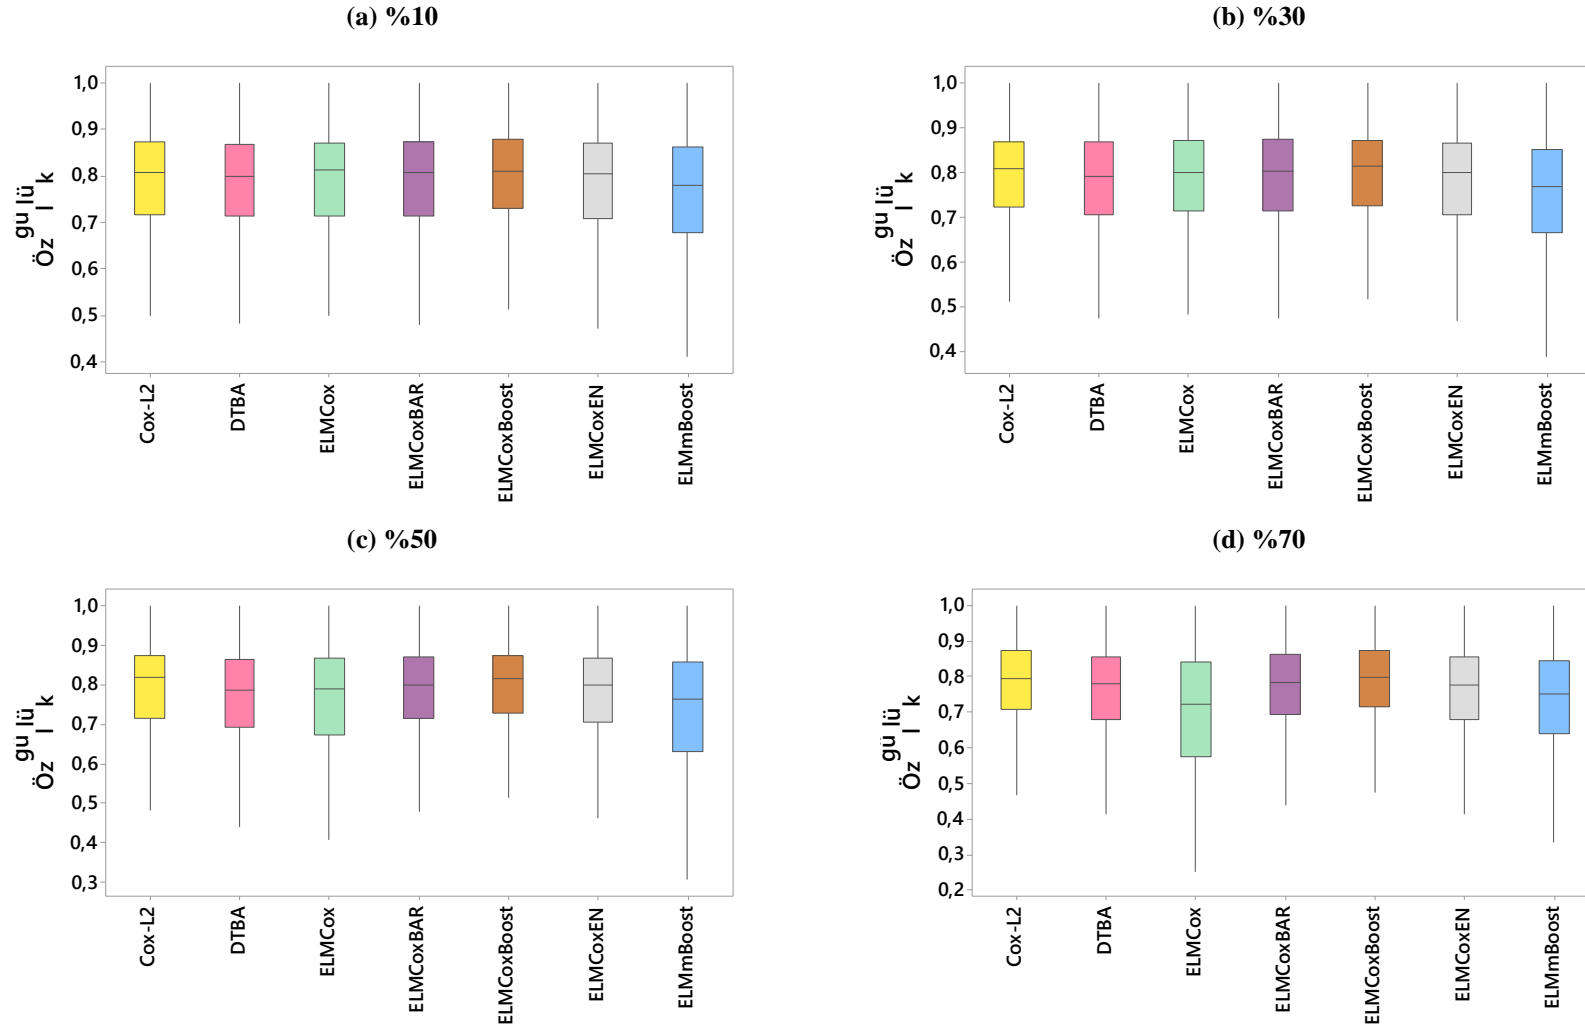 (a) %10
(b) %30
1,0
0,9
0,8
0,7
0,6
0,5
0,4
Özgüllük
Cox-L2
DTBA
ELMCox
ELMCoxBAR
ELMCoxBoost
ELMCoxEN
ELMmBoost
1,0
0,9
0,8
0,7
0,6
0,5
0,4
Özgüllük
Cox-L2
DTBA
ELMCox
ELMCoxBAR
ELMCoxBoost
ELMCoxEN
ELMmBoost
(c) %50
(d) %70
1,0
0,9
0,8
0,7
0,6
0,5
0,4
0,3
Özgüllük
Cox-L2
DTBA
ELMCox
ELMCoxBAR
ELMCoxBoost
ELMCoxEN
ELMmBoost
1,0
0,9
0,8
0,7
0,6
0,5
0,4
0,3
0,2
Özgüllük
Cox-L2
DTBA
ELMCox
ELMCoxBAR
ELMCoxBoost
ELMCoxEN
ELMmBoost